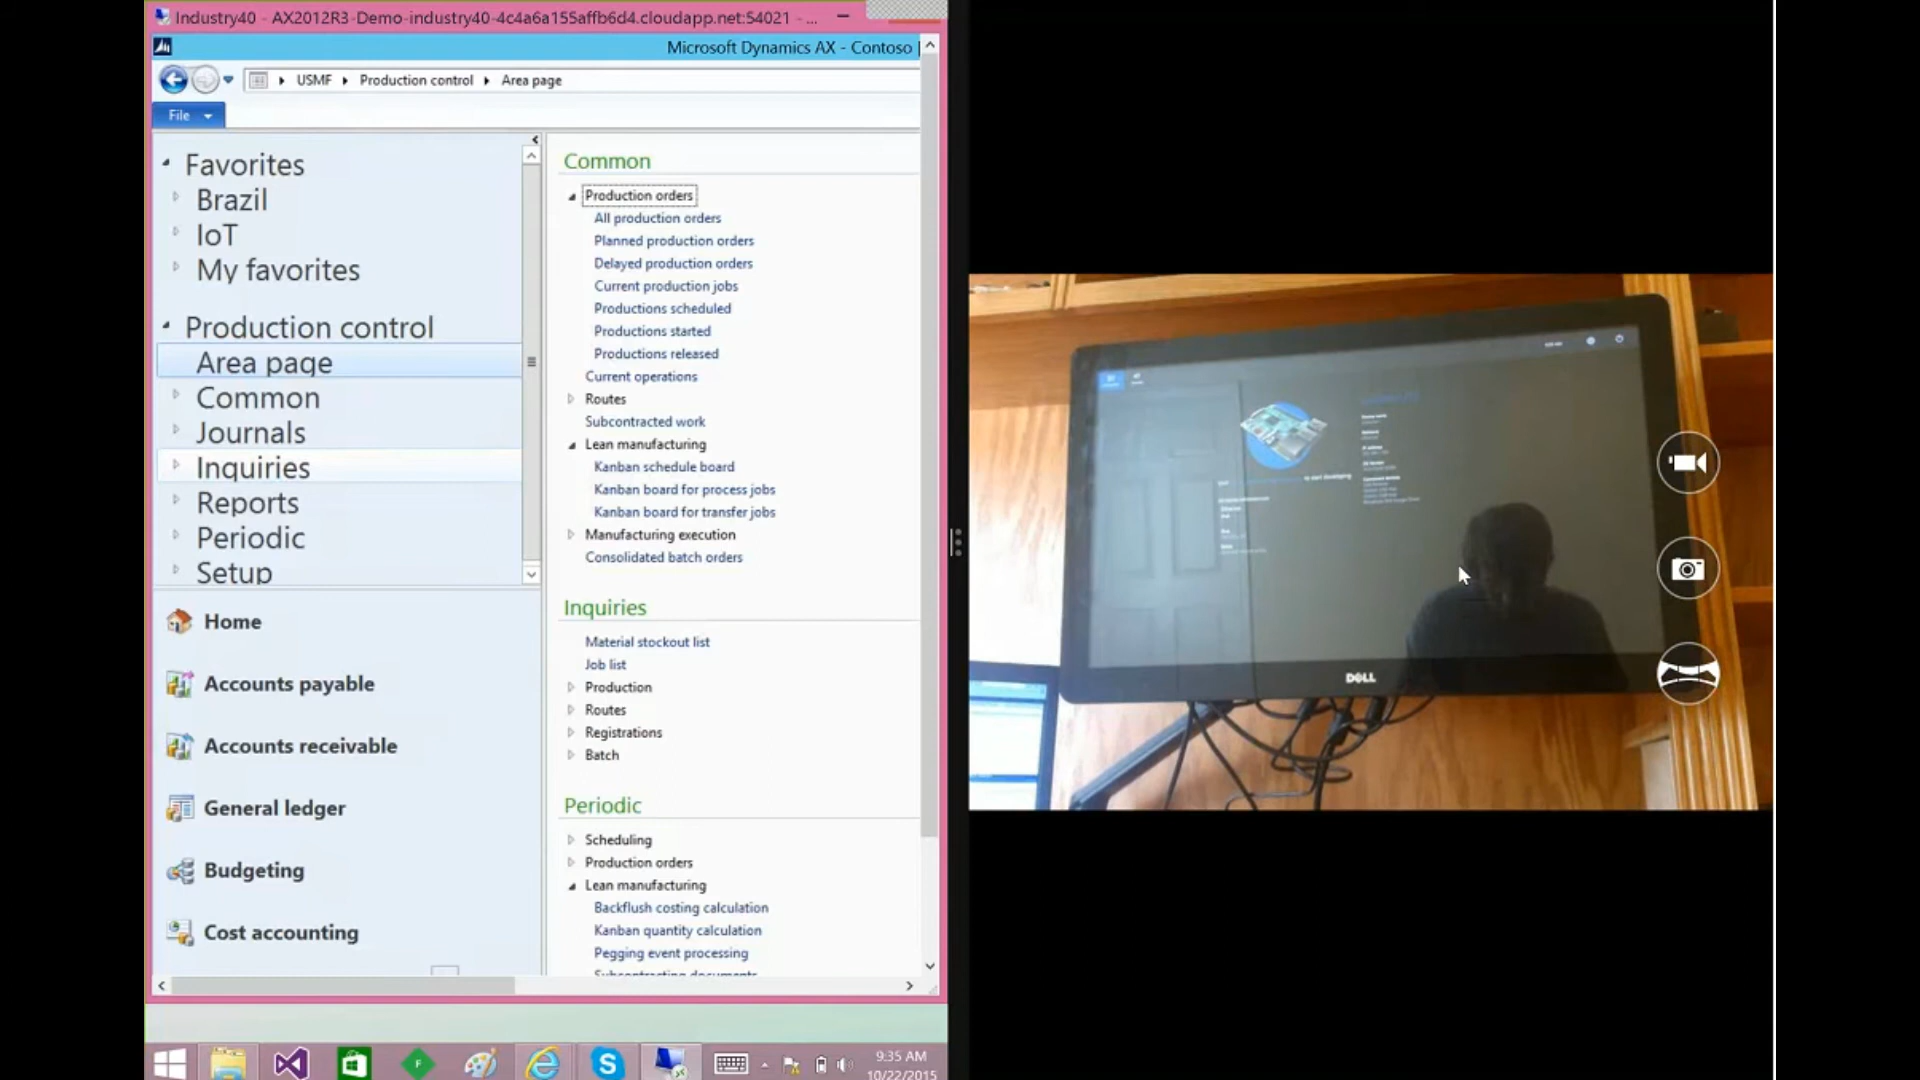 Industry40 - AX2012R3-Demo-industry40-4c4a6a155affb6d4.cloudapp.net:54021 - ...
Microsoft Dynamics AX - Contoso
USMF
Production control
Area page
File
Favorites
Brazil
IoT
My favorites
Production control
Area page
Common
Journals
Inquiries
Reports
Periodic
Setup
Home
Accounts payable
Accounts receivable
General ledger
Budgeting
Cost accounting
Common
Production orders
All production orders
Planned production orders
Delayed production orders
Current production jobs
Productions scheduled
Productions started
Productions released
Current operations
Routes
Subcontracted work
Lean manufacturing
Kanban schedule board
Kanban board for process jobs
Kanban board for transfer jobs
Manufacturing execution
Consolidated batch orders
Inquiries
Material stockout list
Job list
Production
Routes
Registrations
Batch
Periodic
Scheduling
Production orders
Lean manufacturing
Backflush costing calculation
Kanban quantity calculation
Pegging event processing
Subcontracting documents
DELL
to start developing
9:35 AM
10/22/2015